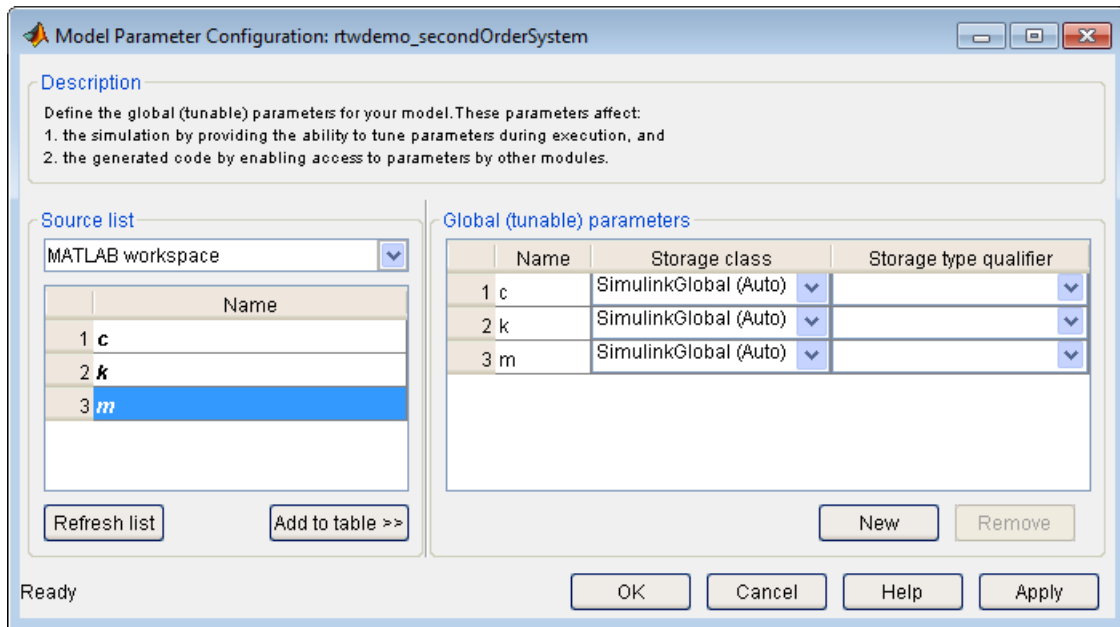 Model Parameter Configuration: rtwdemo_secondOrderSystem
Description
Define the global (tunable) parameters for your model.These parameters affect:
1. the simulation by providing the ability to tune parameters during execution, and
2. the generated code by enabling access to parameters by other modules.
Source list
MATLAB workspace
Name
1 c
2 k
3 m
Refresh list
Add to table >>
Global (tunable) parameters
Name Storage class Storage type qualifier
1 c SimulinkGlobal (Auto)
2 k SimulinkGlobal (Auto)
3 m SimulinkGlobal (Auto)
New
Remove
Ready
OK
Cancel
Help
Apply